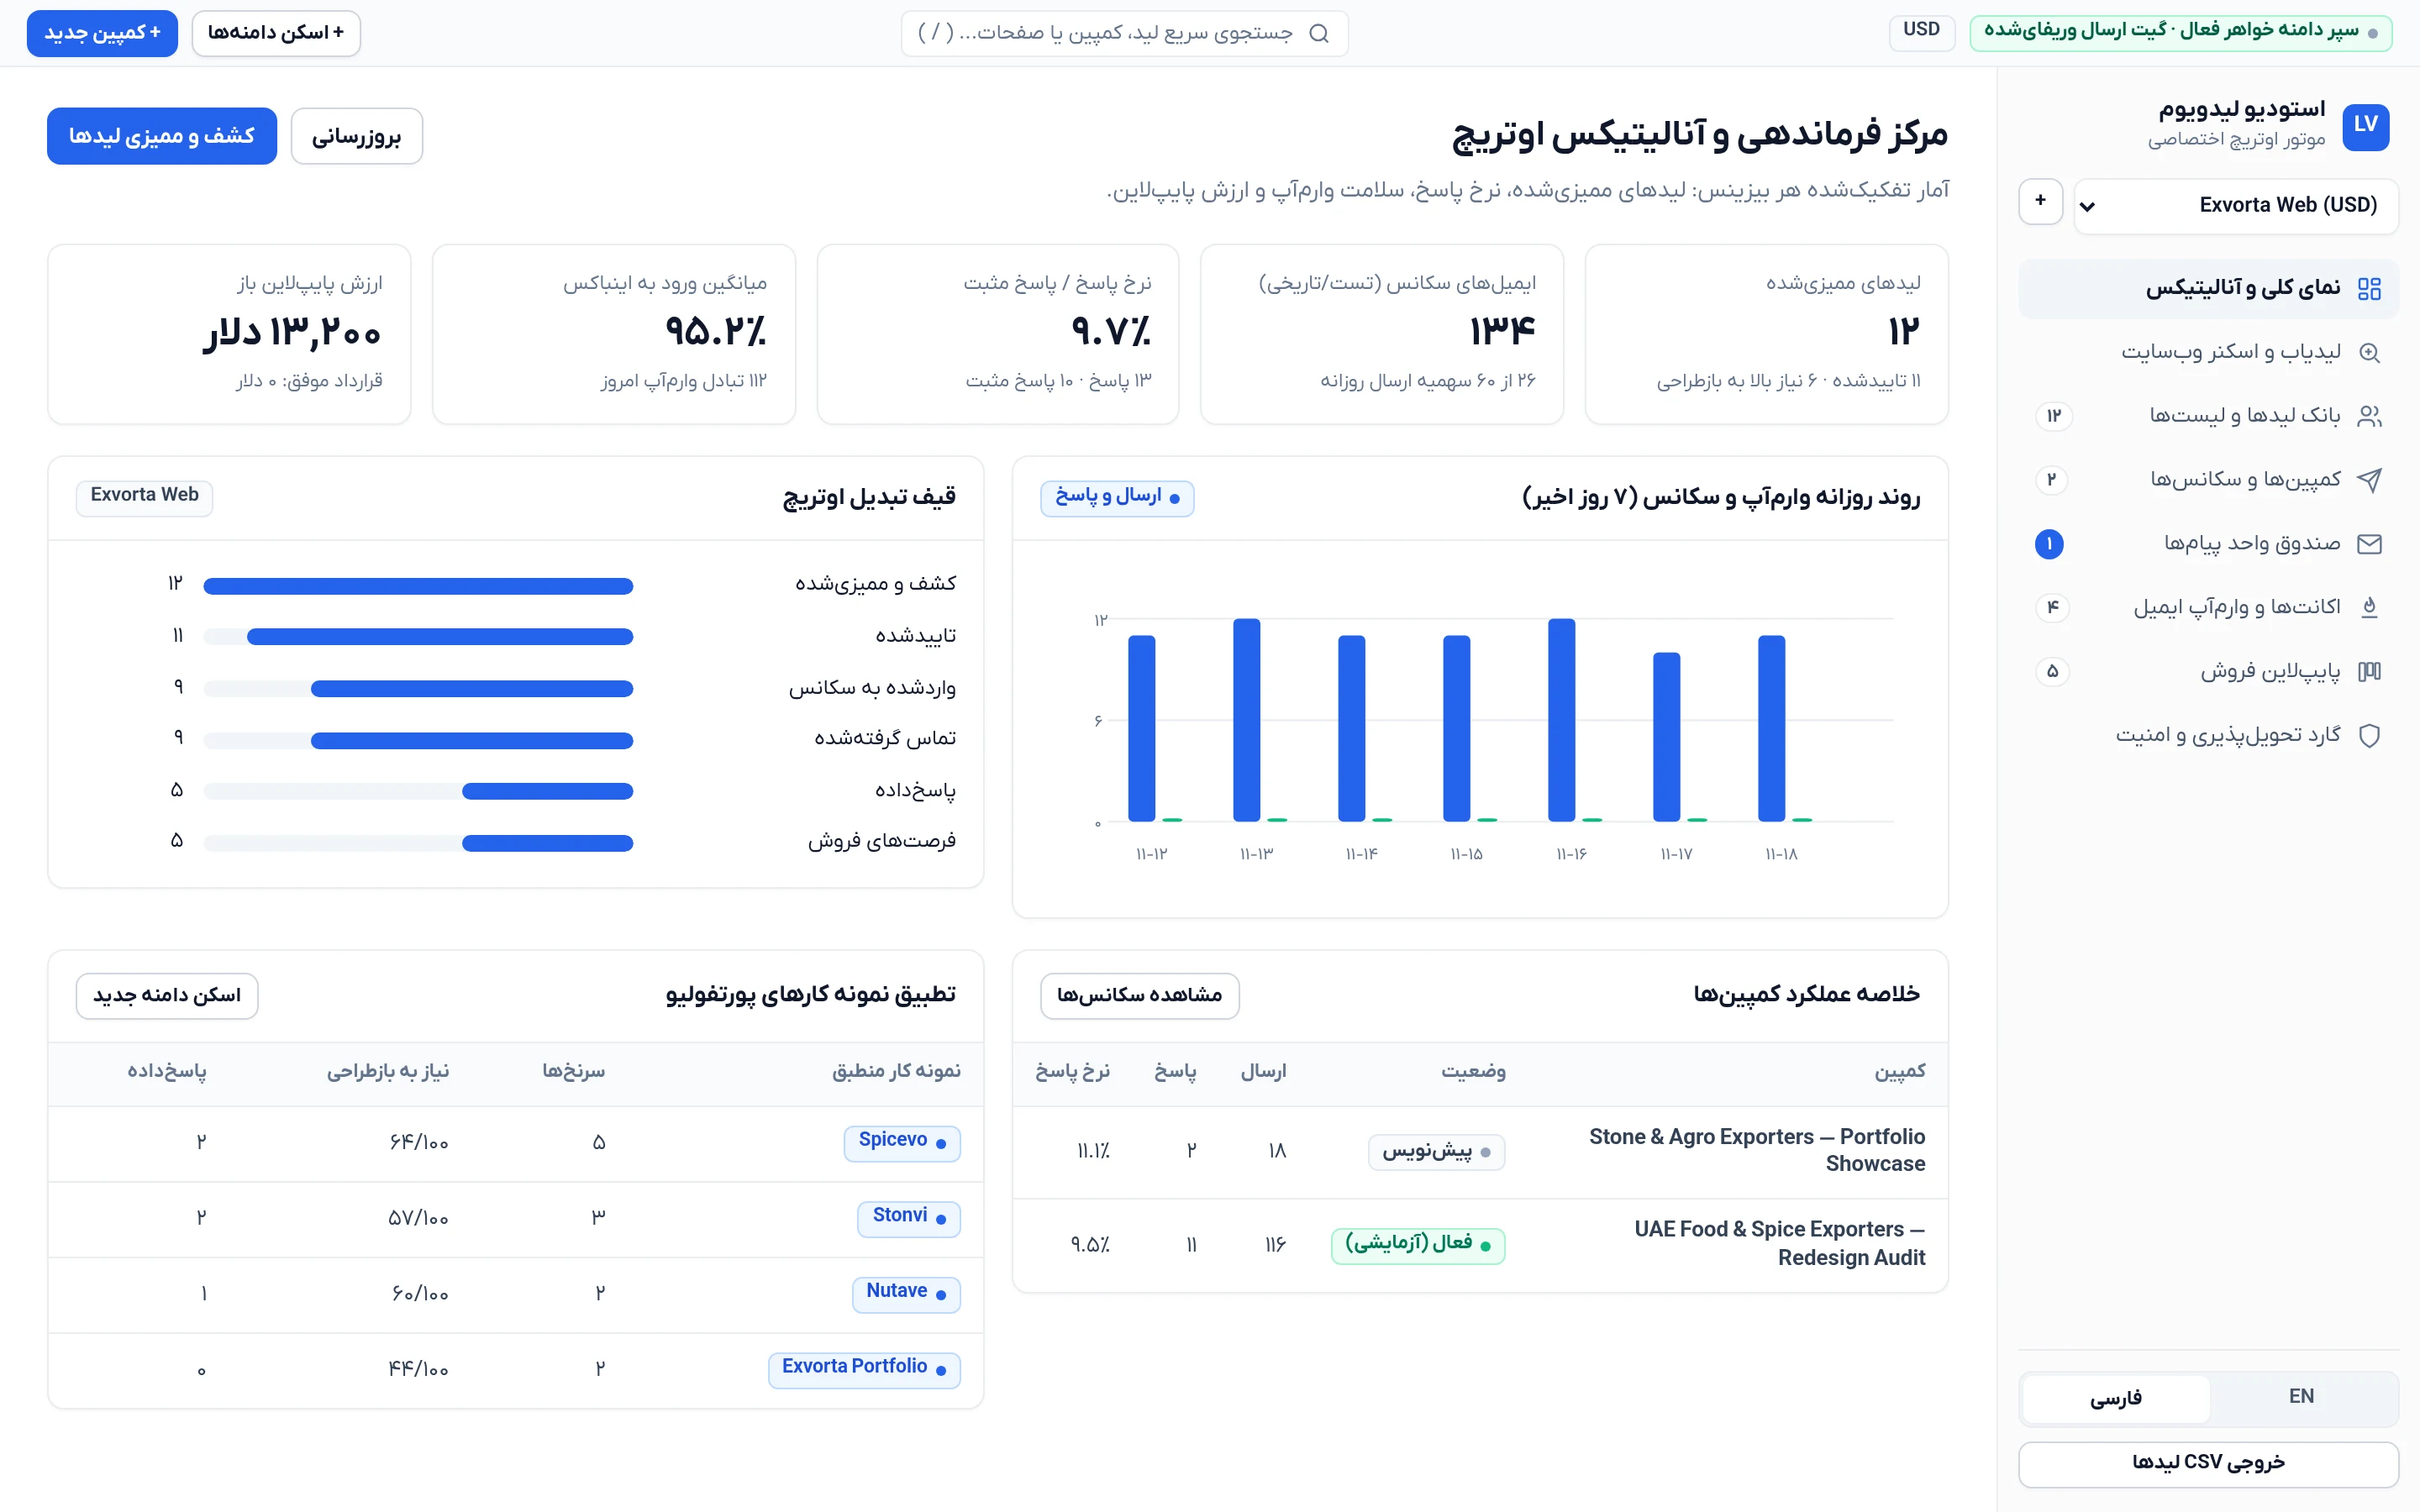 سپر دامنه خواهر فعال · گیت ارسال وریفای‌شده
USD
جستجوی سریع لید، کمپین یا صفحات... ( / )
+ اسکن دامنه‌ها
+ کمپین جدید
LV
استودیو لیدویوم
موتور اوتریچ اختصاصی
Exvorta Web (USD)
+
نمای کلی و آنالیتیکس
لیدیاب و اسکنر وب‌سایت
بانک لیدها و لیست‌ها
۱۲
کمپین‌ها و سکانس‌ها
۲
صندوق واحد پیام‌ها
۱
اکانت‌ها و وارم‌آپ ایمیل
۴
پایپ‌لاین فروش
۵
گارد تحویل‌پذیری و امنیت
EN
فارسی
خروجی CSV لیدها
مرکز فرماندهی و آنالیتیکس اوتریچ
بروزرسانی
کشف و ممیزی لیدها
آمار تفکیک‌شده هر بیزینس: لیدهای ممیزی‌شده، نرخ پاسخ، سلامت وارم‌آپ و ارزش پایپ‌لاین.
لیدهای ممیزی‌شده
۱۲
۱۱ تاییدشده · ۶ نیاز بالا به بازطراحی
ایمیل‌های سکانس (تست/تاریخی)
۱۳۴
۲۶ از ۶۰ سهمیه ارسال روزانه
نرخ پاسخ / پاسخ مثبت
۹.۷٪
۱۳ پاسخ · ۱۰ پاسخ مثبت
میانگین ورود به اینباکس
۹۵.۲٪
۱۱۲ تبادل وارم‌آپ امروز
ارزش پایپ‌لاین باز
۱۳,۲۰۰ دلار
قرارداد موفق: ۰ دلار
روند روزانه وارم‌آپ و سکانس (۷ روز اخیر)
ارسال و پاسخ
۱۲
۶
۰
۱۱-۱۲
۱۱-۱۳
۱۱-۱۴
۱۱-۱۵
۱۱-۱۶
۱۱-۱۷
۱۱-۱۸
قیف تبدیل اوتریچ
Exvorta Web
کشف و ممیزی‌شده
۱۲
تاییدشده
۱۱
واردشده به سکانس
۹
تماس گرفته‌شده
۹
پاسخ‌داده
۵
فرصت‌های فروش
۵
خلاصه عملکرد کمپین‌ها
مشاهده سکانس‌ها
کمپین
وضعیت
ارسال
پاسخ
نرخ پاسخ
Stone & Agro Exporters — Portfolio
Showcase
پیش‌نویس
۱۸
۲
۱۱.۱٪
UAE Food & Spice Exporters —
Redesign Audit
فعال (آزمایشی)
۱۱۶
۱۱
۹.۵٪
تطبیق نمونه کارهای پورتفولیو
اسکن دامنه جدید
نمونه کار منطبق
سرنخ‌ها
نیاز به بازطراحی
پاسخ‌داده
Spicevo
۵
۶۴/۱۰۰
۲
Stonvi
۳
۵۷/۱۰۰
۲
Nutave
۲
۶۰/۱۰۰
۱
Exvorta Portfolio
۲
۴۴/۱۰۰
۰